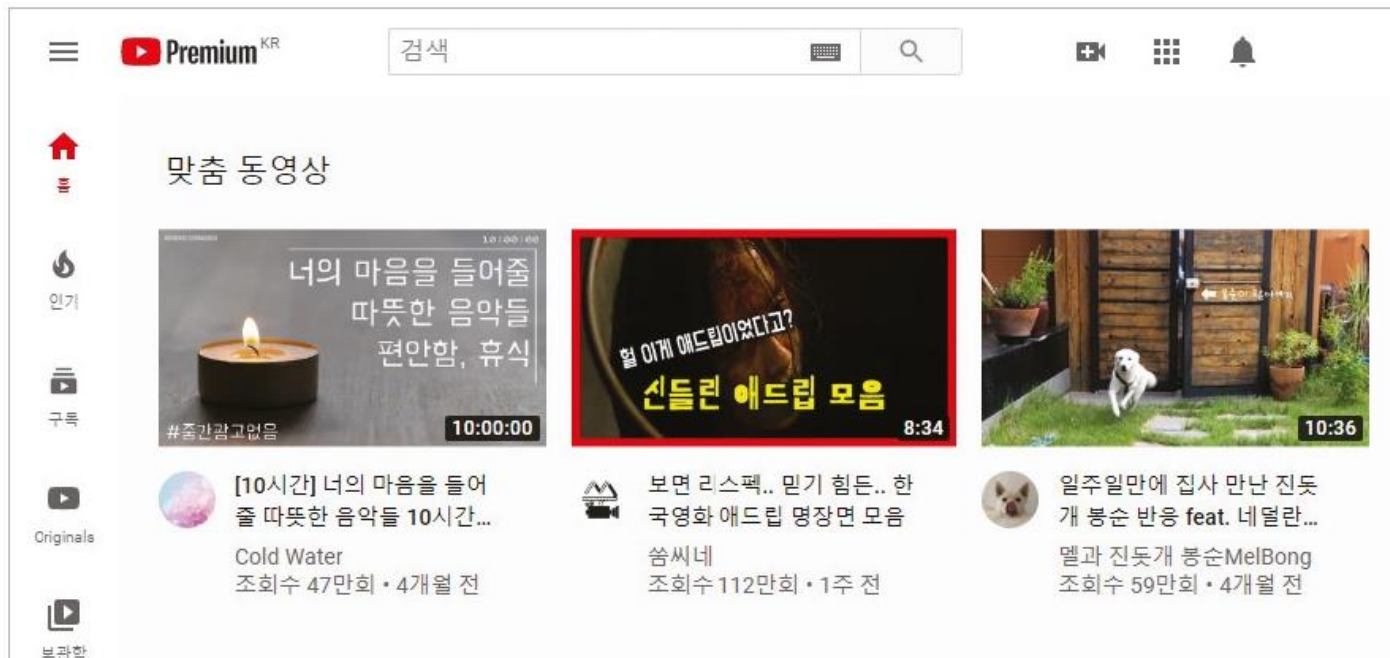 Premium KR
검색
홈
인기
구독
Originals
보관함
맞춤 동영상
10:00:00
너의 마음을 들어줄
따뜻한 음악들
편안함, 휴식
#중간광고없음
10:00:00
[10시간] 너의 마음을 들어
줄 따뜻한 음악들 10시간...
Cold Water
조회수 47만회 • 4개월 전
헐 이게 애드립이었다고?
신들린 애드립 모음
8:34
보면 리스펙.. 믿기 힘든.. 한
국영화 애드립 명장면 모음
쏨씨네
조회수 112만회 • 1주 전
10:36
일주일만에 집사 만난 진돗
개 봉순 반응 feat. 네덜란...
멜과 진돗개 봉순MelBong
조회수 59만회 • 4개월 전